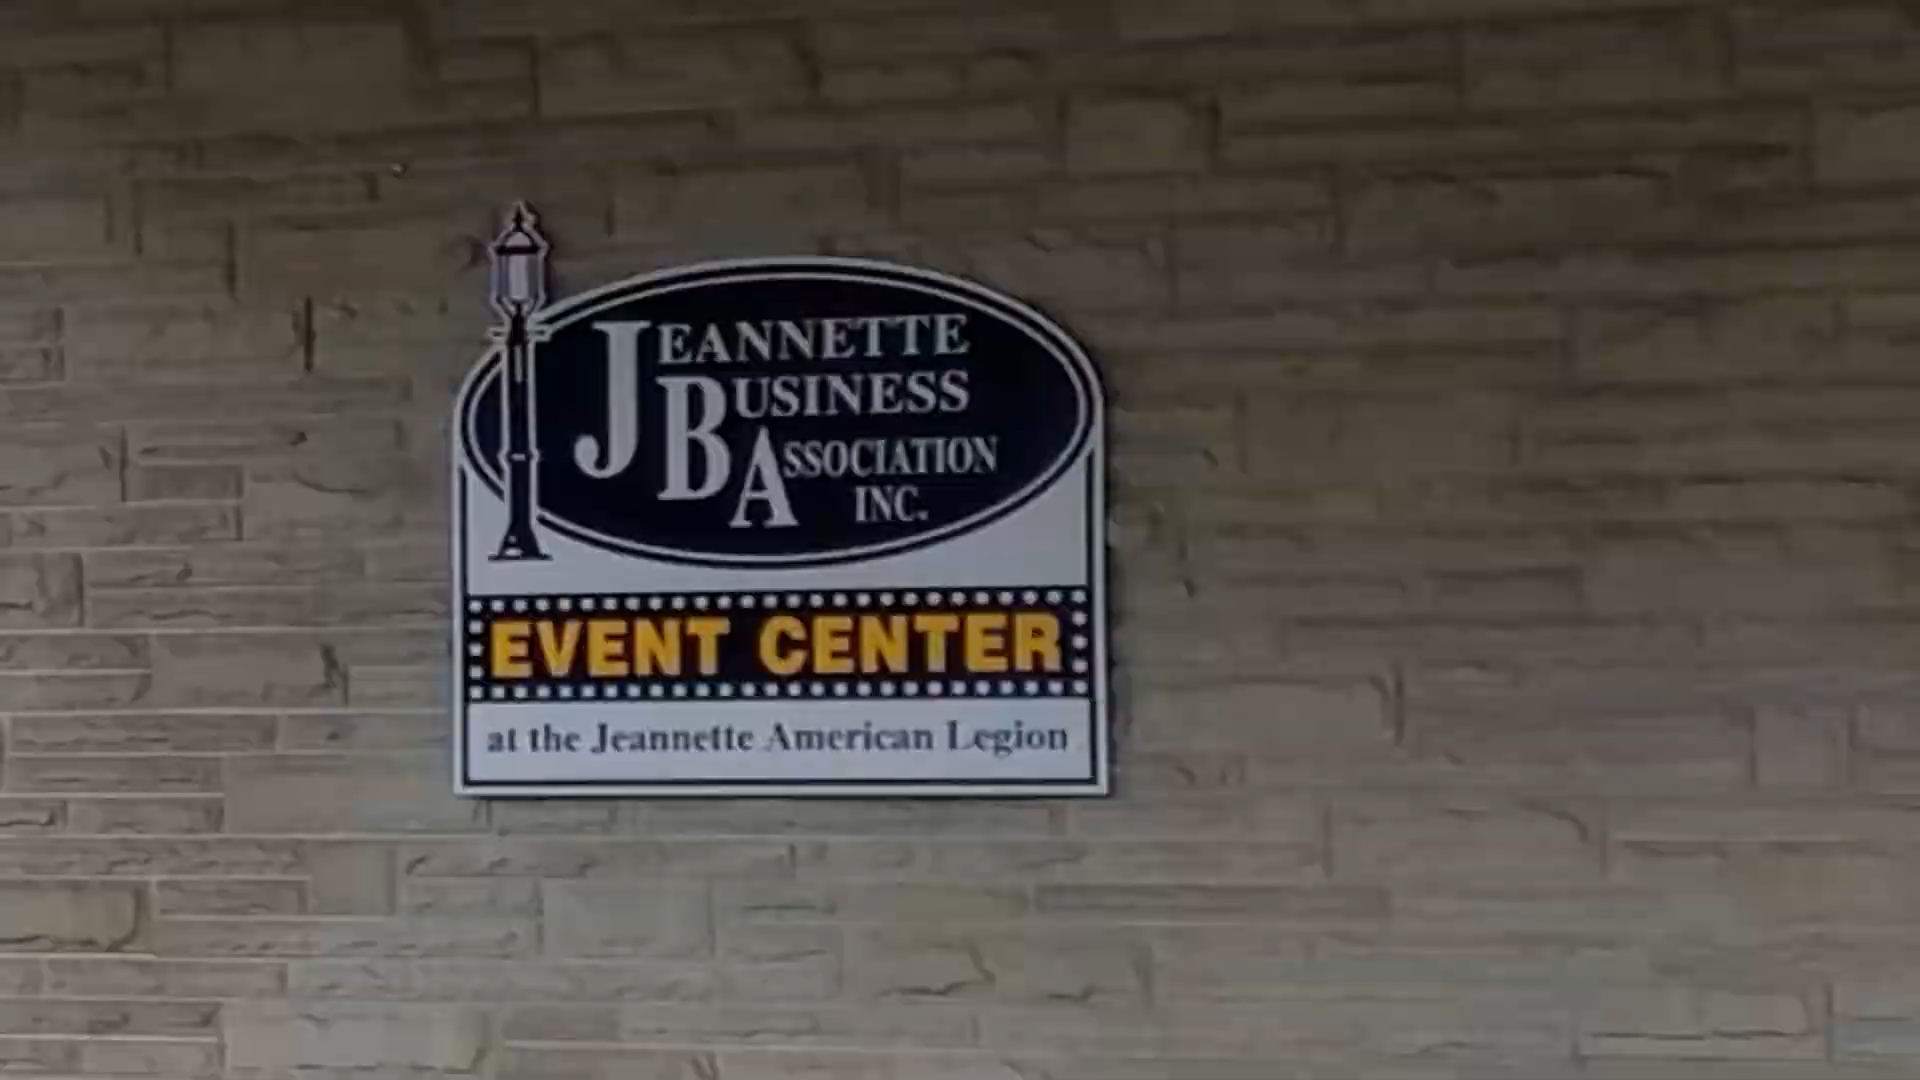 JEANNETTE
BUSINESS
ASSOCIATION
INC.
EVENT CENTER
at the Jeannette American Legion